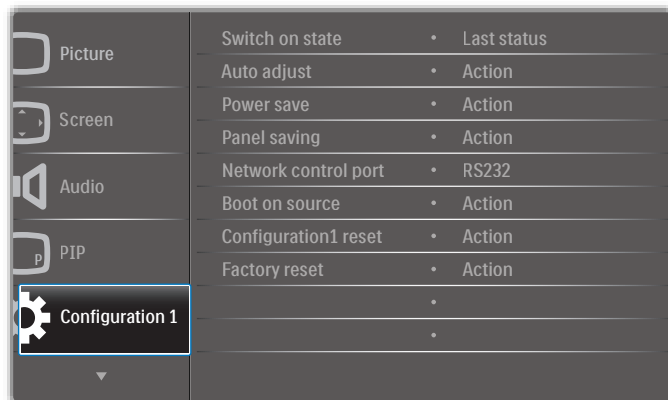 Picture
Screen
Audio
PIP
P
Configuration 1
Switch on state • Last status
Auto adjust • Action
Power save • Action
Panel saving • Action
Network control port • RS232
Boot on source • Action
Configuration1 reset • Action
Factory reset • Action
•
•